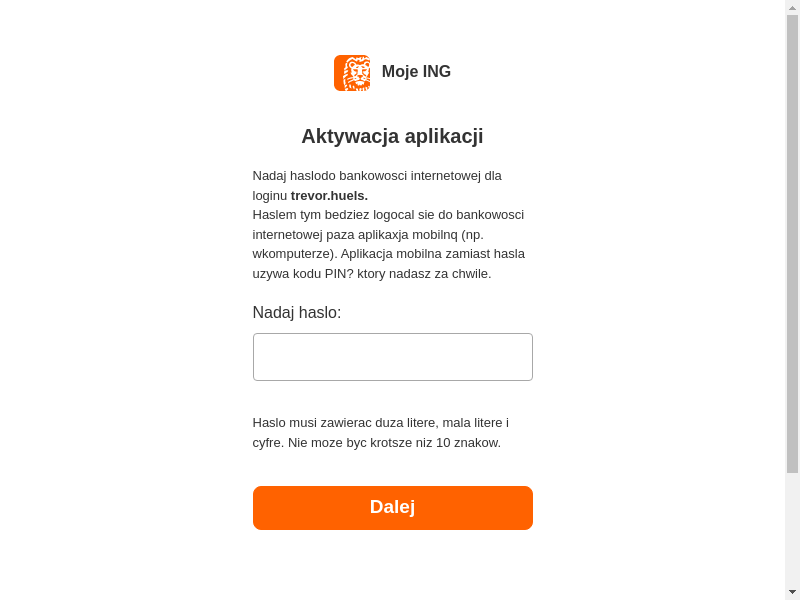 Moje ING
Aktywacja aplikacji
Nadaj haslodo bankowosci internetowej dla
loginu trevor.huels.
Haslem tym bedziez logocal sie do bankowosci
internetowej paza aplikaxja mobilnq (np.
wkomputerze). Aplikacja mobilna zamiast hasla
uzywa kodu PIN? ktory nadasz za chwile.
Nadaj haslo:
Haslo musi zawierac duza litere, mala litere i
cyfre. Nie moze byc krotsze niz 10 znakow.
Dalej